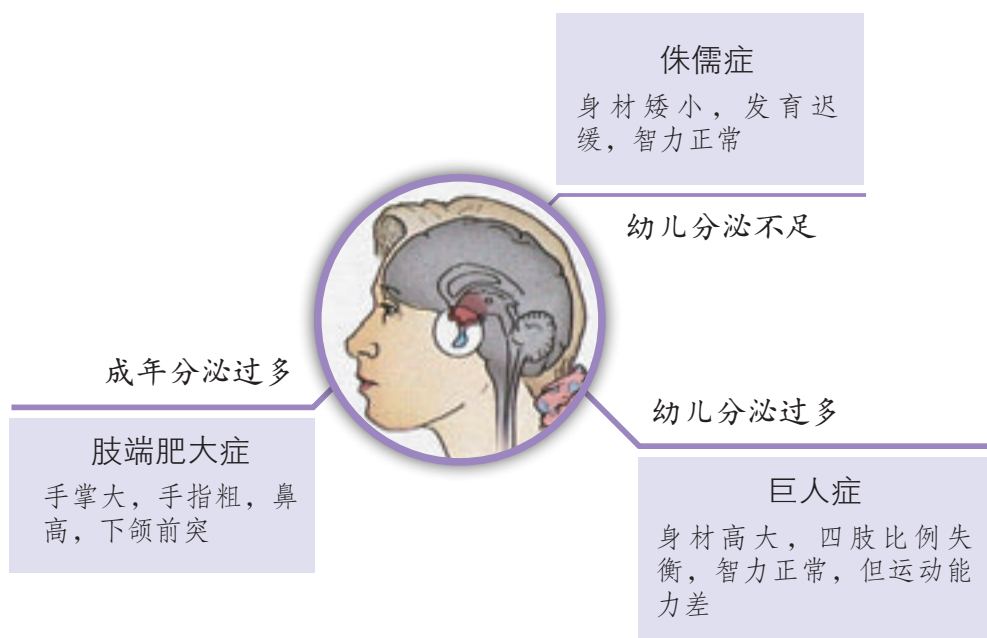 侏儒症
身材矮小，发育迟
缓，智力正常
幼儿分泌不足
成年分泌过多
肢端肥大症
手掌大，手指粗，鼻
高，下颌前突
幼儿分泌过多
巨人症
身材高大，四肢比例失
衡，智力正常，但运动能
力差